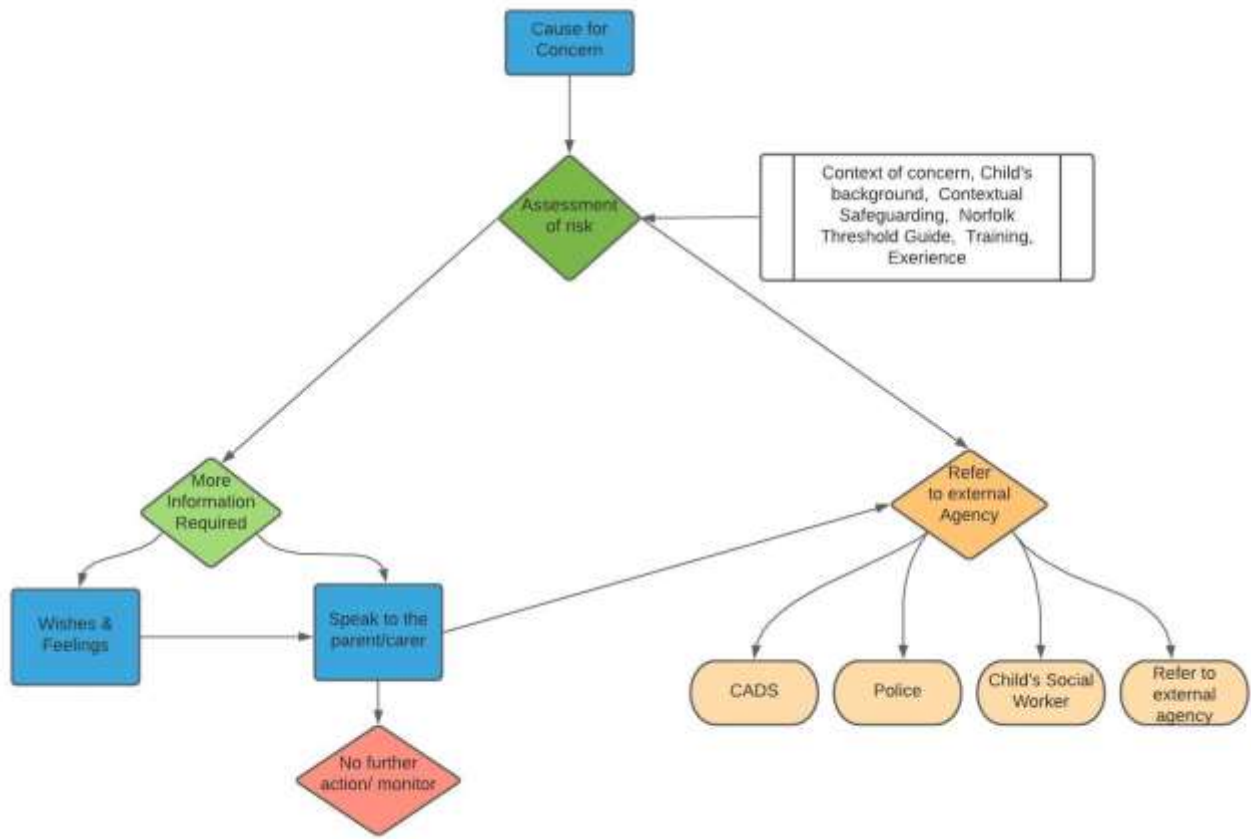 Cause for
Concern
Assessment
of risk
Context of concern, Child's
background, Contextual
Safeguarding, Norfolk
Threshold Guide, Training,
Exerience
More
Information
Required
Refer
to external
Agency
Wishes &
Feelings
Speak to the
parent/carer
CADS
Police
Child's Social
Worker
Refer to
external
agency
No further
action/ monitor